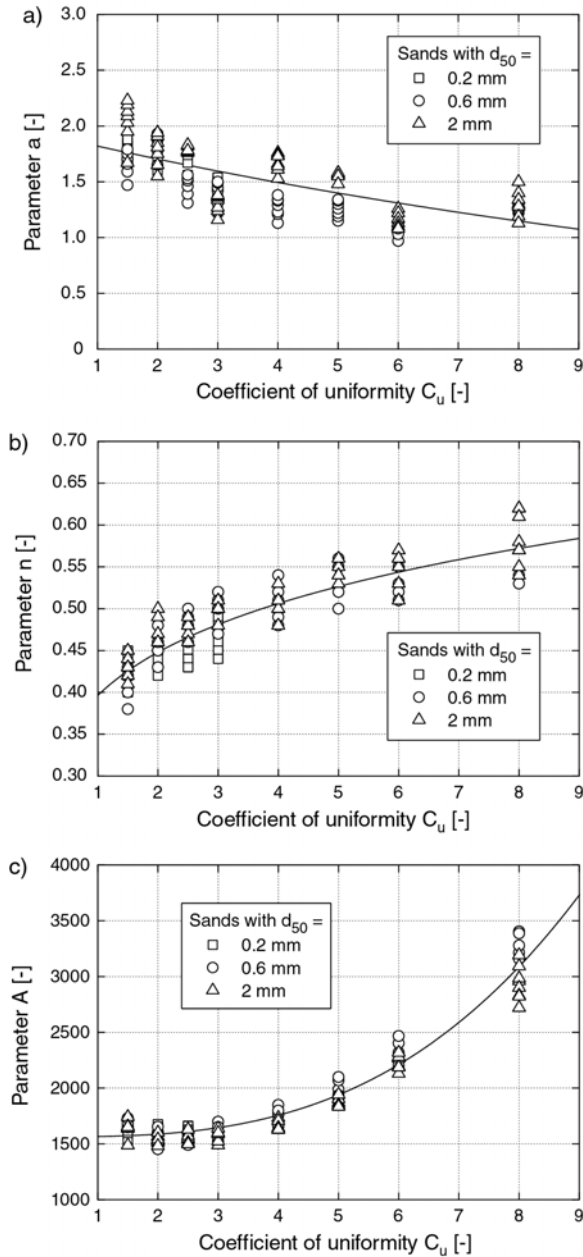 a)
3.0
2.5
2.0
1.5
1.0
0.5
0
Parameter a [-]
Sands with d50 =
0.2 mm
0.6 mm
2 mm
1 2 3 4 5 6 7 8 9
Coefficient of uniformity Cu [-]
b)
0.70
0.65
0.60
0.55
0.50
0.45
0.40
0.35
0.30
Parameter n [-]
Sands with d50 =
0.2 mm
0.6 mm
2 mm
1 2 3 4 5 6 7 8 9
Coefficient of uniformity Cu [-]
c)
4000
3500
3000
2500
2000
1500
1000
Parameter A [-]
Sands with d50 =
0.2 mm
0.6 mm
2 mm
1 2 3 4 5 6 7 8 9
Coefficient of uniformity Cu [-]